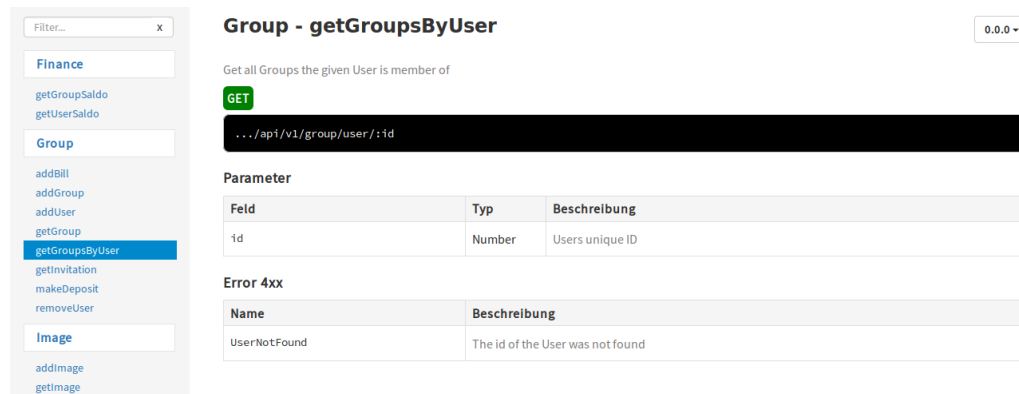 Filter... x
Finance
getGroupSaldo
getUserSaldo
Group
addBill
addGroup
addUser
getGroup
getGroupsByUser
getInvitation
makeDeposit
removeUser
Image
addImage
getImage
Group - getGroupsByUser
0.0.0
Get all Groups the given User is member of
GET
.../api/v1/group/user/:id
Parameter
Feld Typ Beschreibung
id Number Users unique ID
Error 4xx
Name Beschreibung
UserNotFound The id of the User was not found